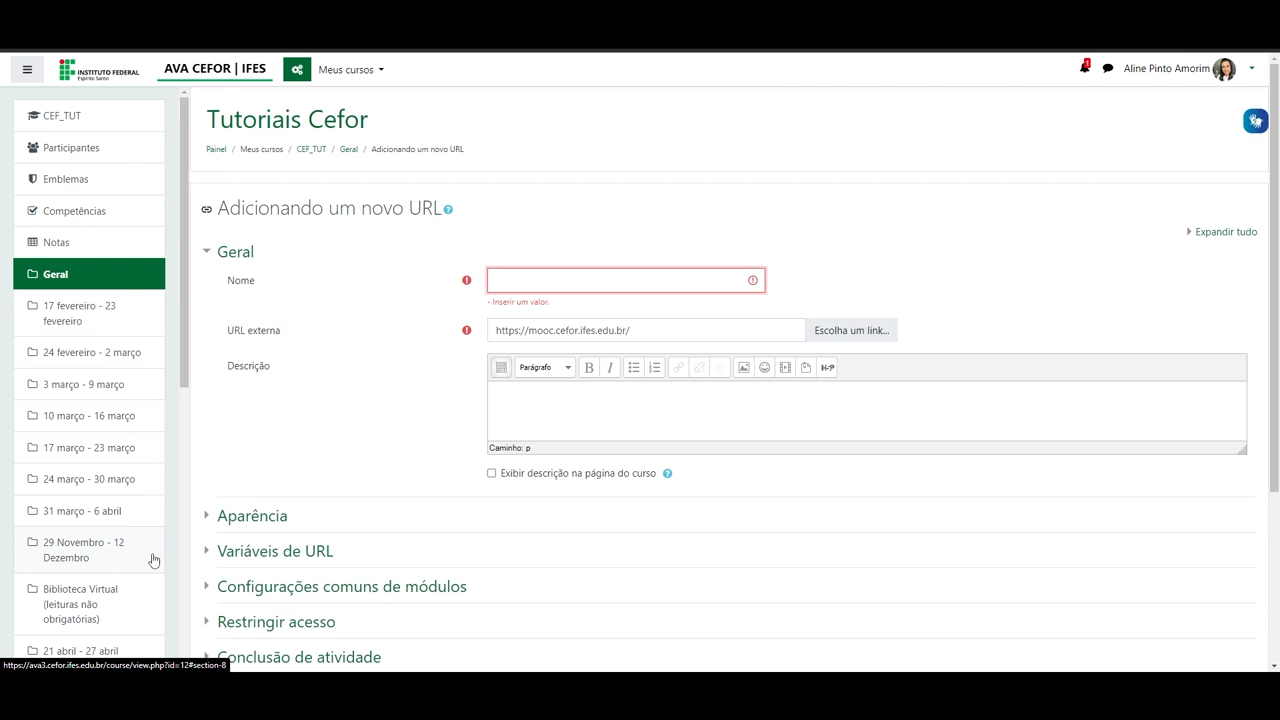 INSTITUTO FEDERAL
Espírito Santo
AVA CEFOR | IFES
Meus cursos
1
Aline Pinto Amorim
CEF_TUT
Participantes
Emblemas
Competências
Notas
Geral
17 fevereiro - 23
fevereiro
24 fevereiro - 2 março
3 março - 9 março
10 março - 16 março
17 março - 23 março
24 março - 30 março
31 março - 6 abril
29 Novembro - 12
Dezembro
Biblioteca Virtual
(leituras não
obrigatórias)
21 abril - 27 abril
https://ava3.cefor.ifes.edu.br/course/view.php?id=12#section-8
Tutoriais Cefor
Painel / Meus cursos / CEF_TUT / Geral / Adicionando um novo URL
Adicionando um novo URL
Expandir tudo
Geral
Nome
- Inserir um valor.
URL externa
https://mooc.cefor.ifes.edu.br/
Escolha um link...
Descrição
Parágrafo
B I
H-P
Caminho: p
Exibir descrição na página do curso
Aparência
Variáveis de URL
Configurações comuns de módulos
Restringir acesso
Conclusão de atividade